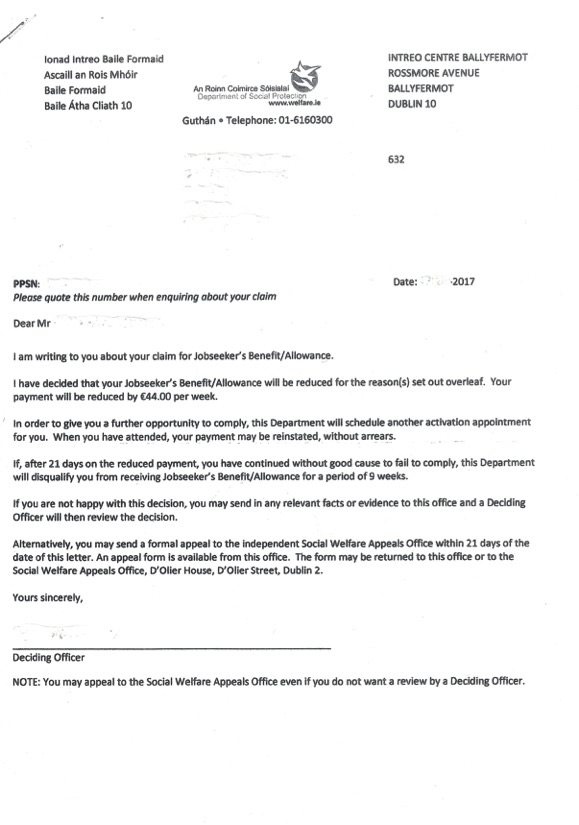 Ionad Intreo Baile Formaid
Ascaill an Rois Mhóir
Baile Formaid
Baile Átha Cliath 10
An Roinn Coimirce Sóisialaí
Department of Social Protection
www.welfare.ie
Guthán • Telephone: 01-6160300
INTREO CENTRE BALLYFERMOT
ROSSMORE AVENUE
BALLYFERMOT
DUBLIN 10
632
PPSN:
Date: -2017
Please quote this number when enquiring about your claim
Dear Mr
I am writing to you about your claim for Jobseeker's Benefit/Allowance.
I have decided that your Jobseeker's Benefit/Allowance will be reduced for the reason(s) set out overleaf. Your
payment will be reduced by €44.00 per week.
In order to give you a further opportunity to comply, this Department will schedule another activation appointment
for you. When you have attended, your payment may be reinstated, without arrears.
If, after 21 days on the reduced payment, you have continued without good cause to fail to comply, this Department
will disqualify you from receiving Jobseeker's Benefit/Allowance for a period of 9 weeks.
If you are not happy with this decision, you may send in any relevant facts or evidence to this office and a Deciding
Officer will then review the decision.
Alternatively, you may send a formal appeal to the independent Social Welfare Appeals Office within 21 days of the
date of this letter. An appeal form is available from this office. The form may be returned to this office or to the
Social Welfare Appeals Office, D'Olier House, D'Olier Street, Dublin 2.
Yours sincerely,
Deciding Officer
NOTE: You may appeal to the Social Welfare Appeals Office even if you do not want a review by a Deciding Officer.